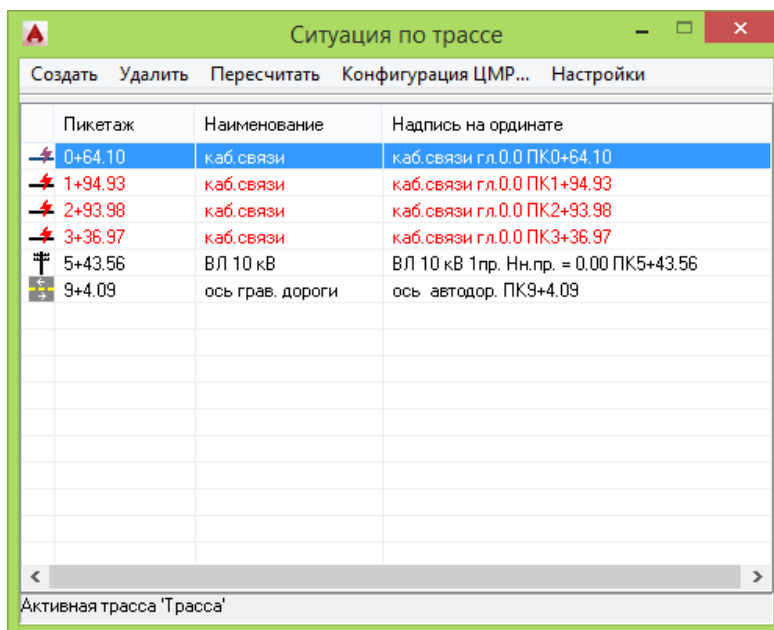 Ситуация по трассе
Создать Удалить Пересчитать Конфигурация ЦМР... Настройки
Пикетаж Наименование Надпись на ординате
0+64.10 каб.связи каб.связи гл.0.0 ПК0+64.10
1+94.93 каб.связи каб.связи гл.0.0 ПК1+94.93
2+93.98 каб.связи каб.связи гл.0.0 ПК2+93.98
3+36.97 каб.связи каб.связи гл.0.0 ПК3+36.97
5+43.56 ВЛ 10 кВ ВЛ 10 кВ 1пр. Нн.пр. = 0.00 ПК5+43.56
9+4.09 ось грав. дороги ось автодор. ПК9+4.09
Активная трасса 'Трасса'